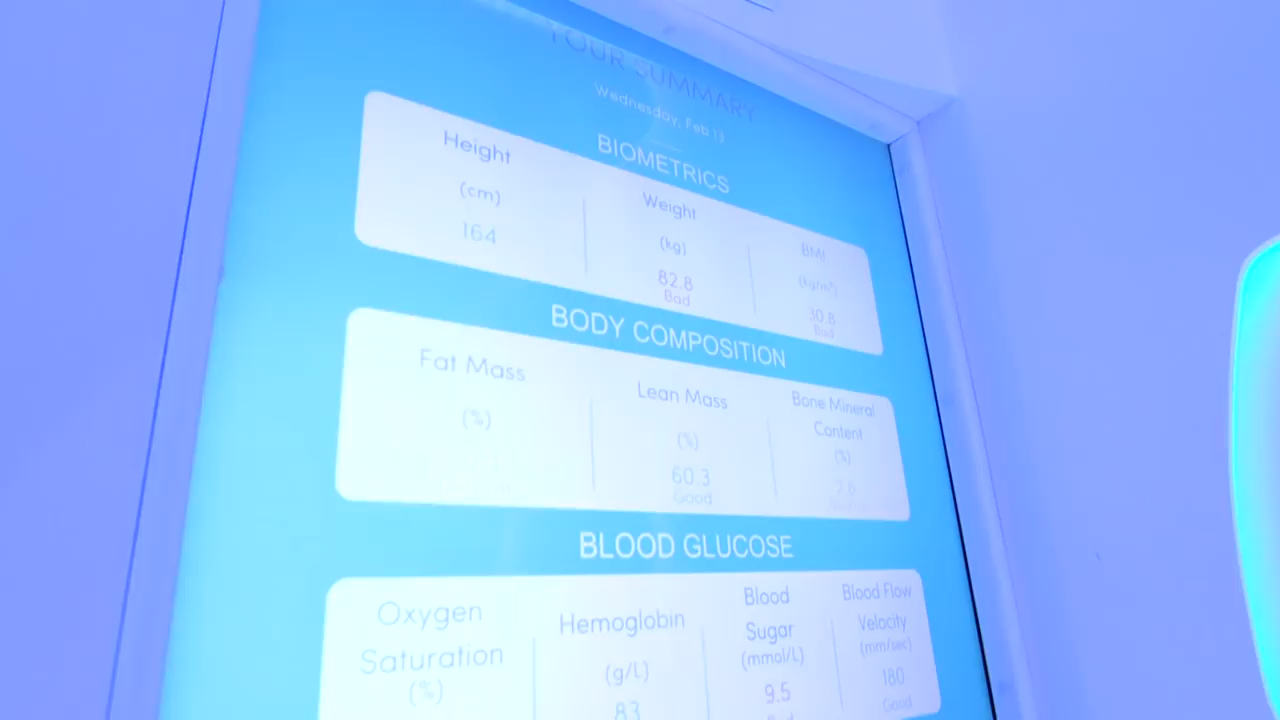 YOUR SUMMARY
Wednesday, Feb 13
BIOMETRICS
Height
(cm)
164
Weight
(kg)
82.8
Bad
BMI
(kg/m²)
30.8
Bad
BODY COMPOSITION
Fat Mass
(%)
Lean Mass
(%)
60.3
Good
Bone Mineral
Content
(%)
BLOOD GLUCOSE
Oxygen
Saturation
(%)
Hemoglobin
(g/L)
83
Blood
Sugar
(mmol/L)
9.5
Blood Flow
Velocity
(mm/sec)
180
Good